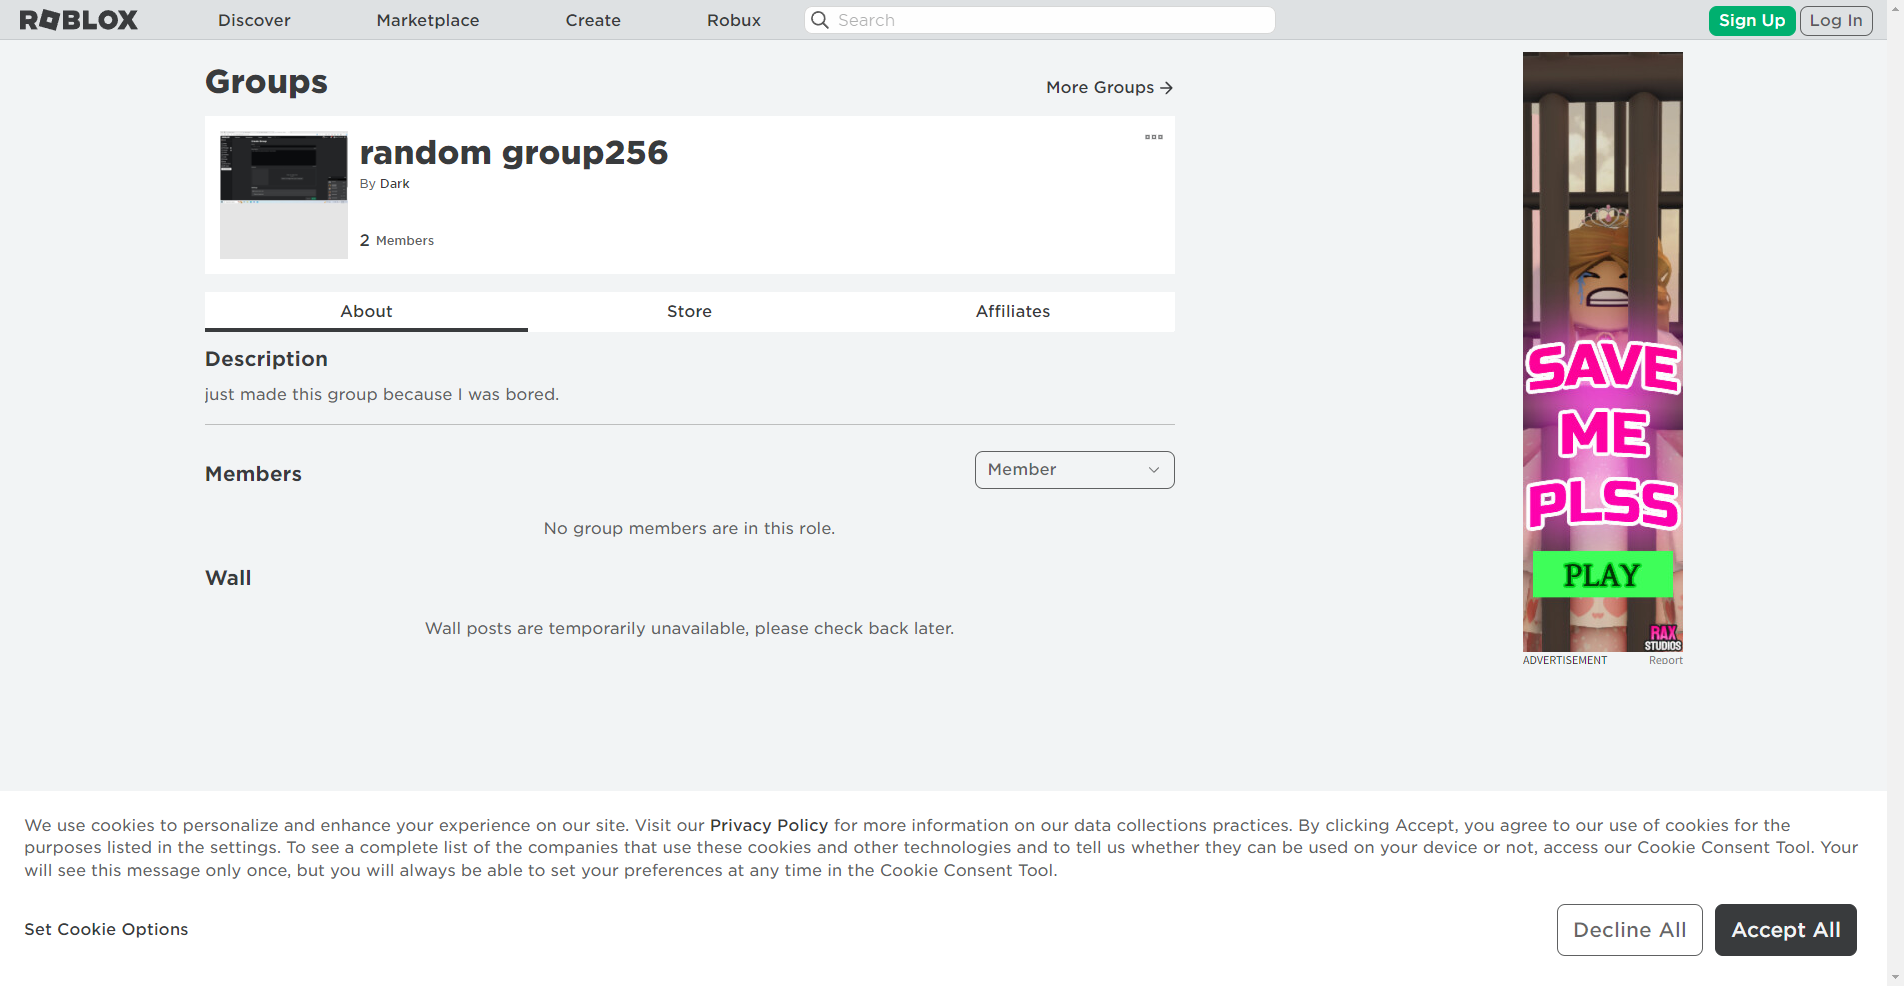 ROBLOX
Discover
Marketplace
Create
Robux
Search
Sign Up
Log In
Groups
More Groups
random group256
By Dark
2 Members
About
Store
Affiliates
Description
just made this group because I was bored.
Members
Member
No group members are in this role.
Wall
Wall posts are temporarily unavailable, please check back later.
SAVE
ME
PLSS
PLAY
RAX
STUDIOS
ADVERTISEMENT
Report
We use cookies to personalize and enhance your experience on our site. Visit our Privacy Policy for more information on our data collections practices. By clicking Accept, you agree to our use of cookies for the
purposes listed in the settings. To see a complete list of the companies that use these cookies and other technologies and to tell us whether they can be used on your device or not, access our Cookie Consent Tool. Your
will see this message only once, but you will always be able to set your preferences at any time in the Cookie Consent Tool.
Set Cookie Options
Decline All
Accept All